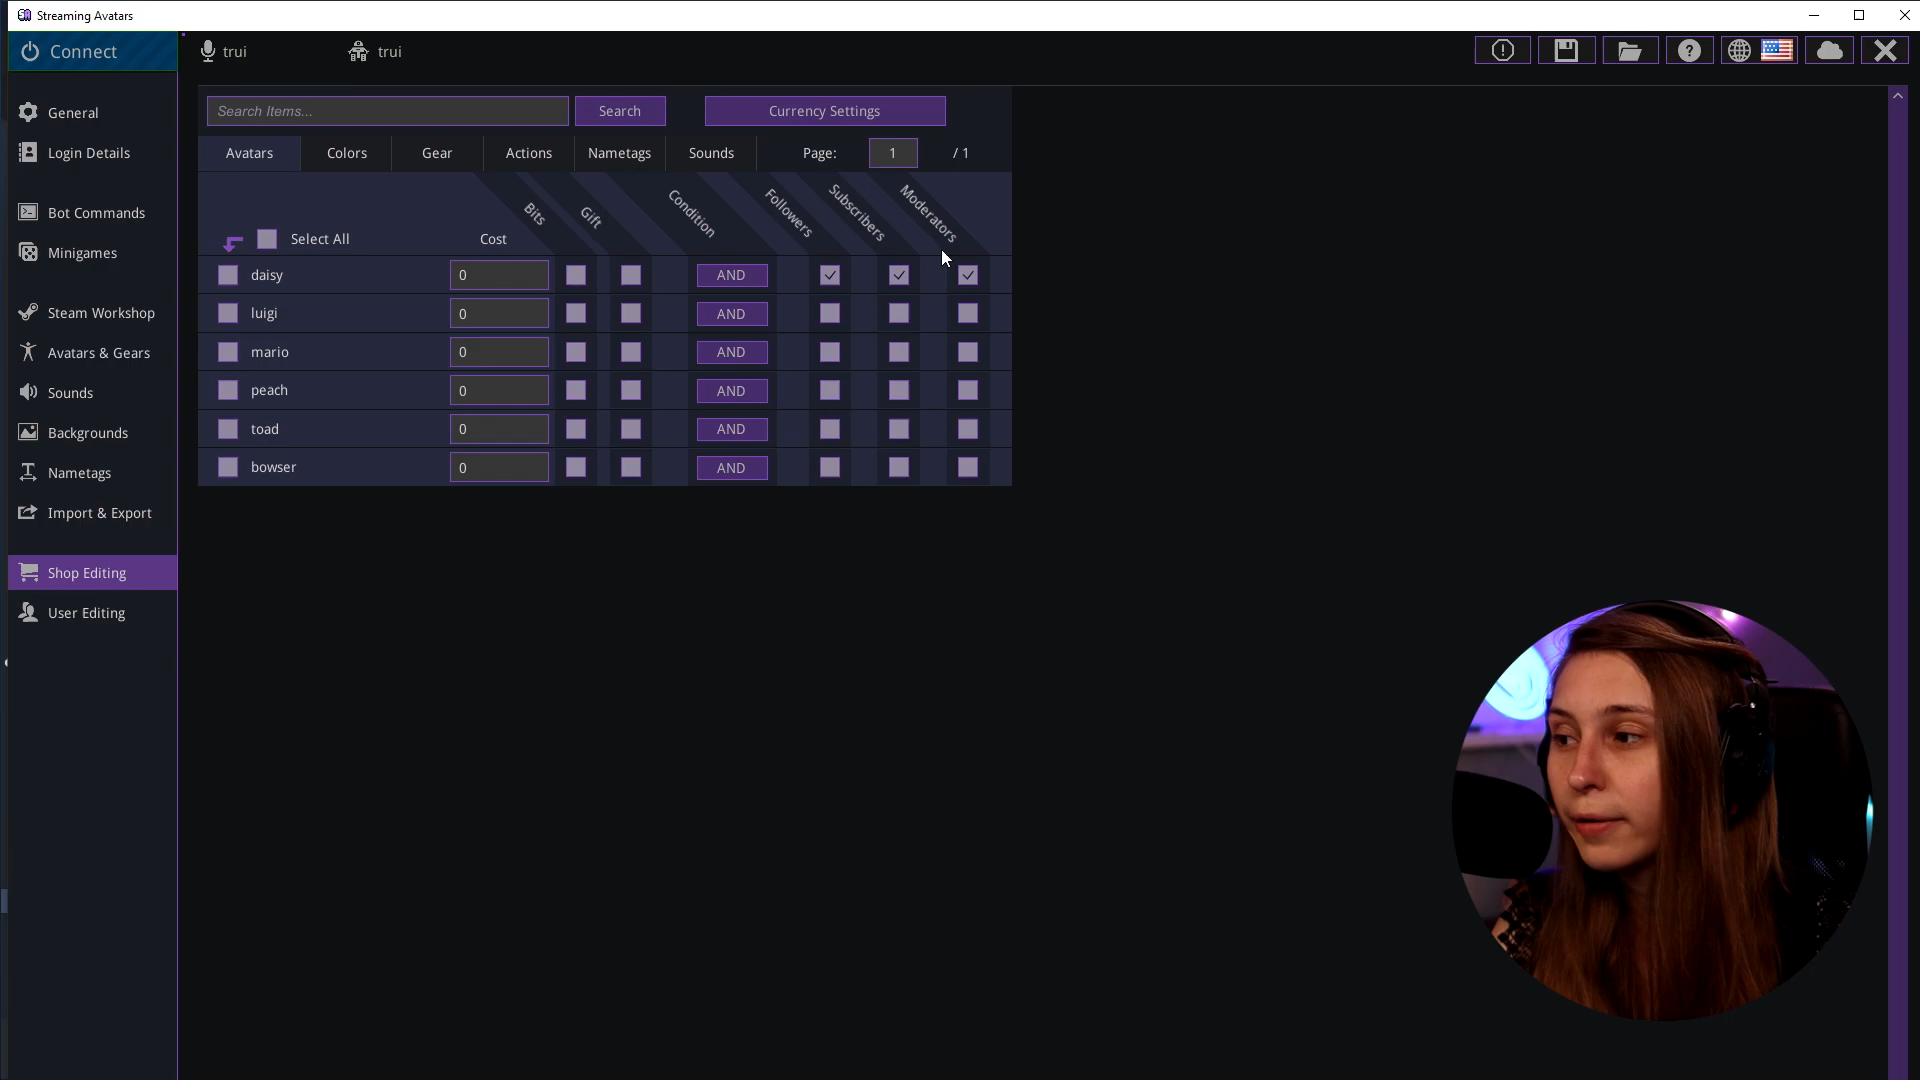 Streaming Avatars
Connect
trui
trui
General
Login Details
Bot Commands
Minigames
Steam Workshop
Avatars & Gears
Sounds
Backgrounds
Nametags
Import & Export
Shop Editing
User Editing
Search Items...
Search
Currency Settings
Avatars
Colors
Gear
Actions
Nametags
Sounds
Page:
1
/ 1
Select All
Cost
Bits
Gift
Condition
Followers
Subscribers
Moderators
daisy
0
AND
luigi
0
AND
mario
0
AND
peach
0
AND
toad
0
AND
bowser
0
AND